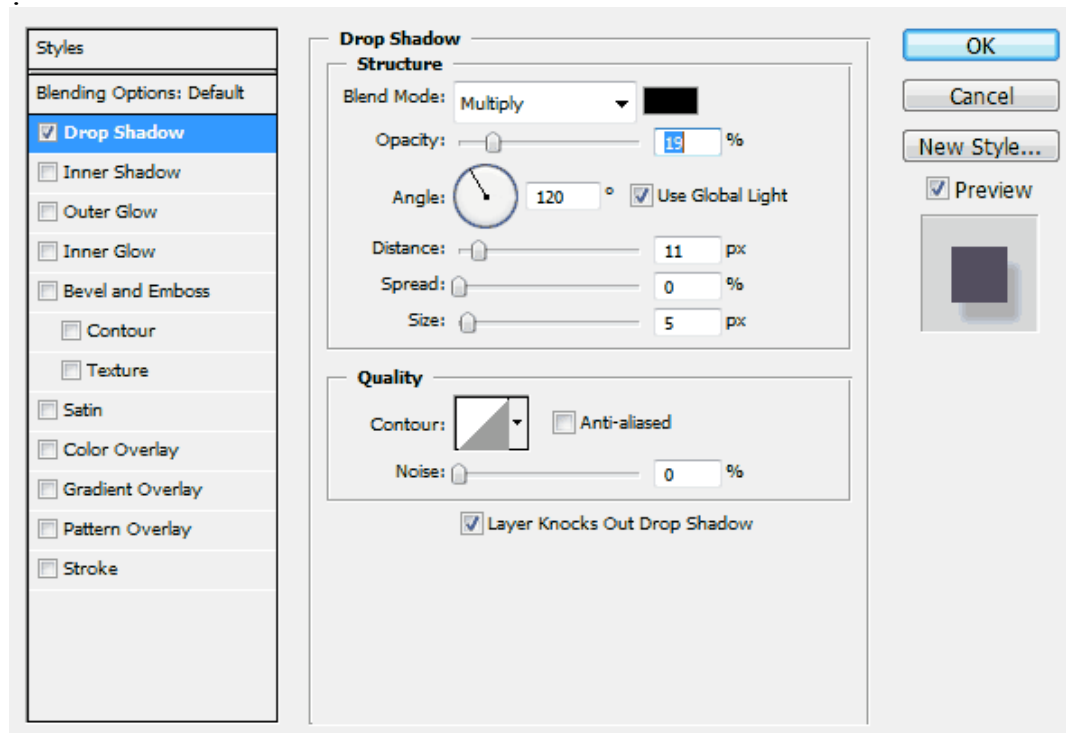 Styles
Blending Options: Default
Drop Shadow
Inner Shadow
Outer Glow
Inner Glow
Bevel and Emboss
Contour
Texture
Satin
Color Overlay
Gradient Overlay
Pattern Overlay
Stroke
Drop Shadow
Structure
Blend Mode: Multiply
Opacity: 19 %
Angle: 120 ° Use Global Light
Distance: 11 px
Spread: 0 %
Size: 5 px
Quality
Contour: Anti-aliased
Noise: 0 %
Layer Knocks Out Drop Shadow
OK
Cancel
New Style...
Preview